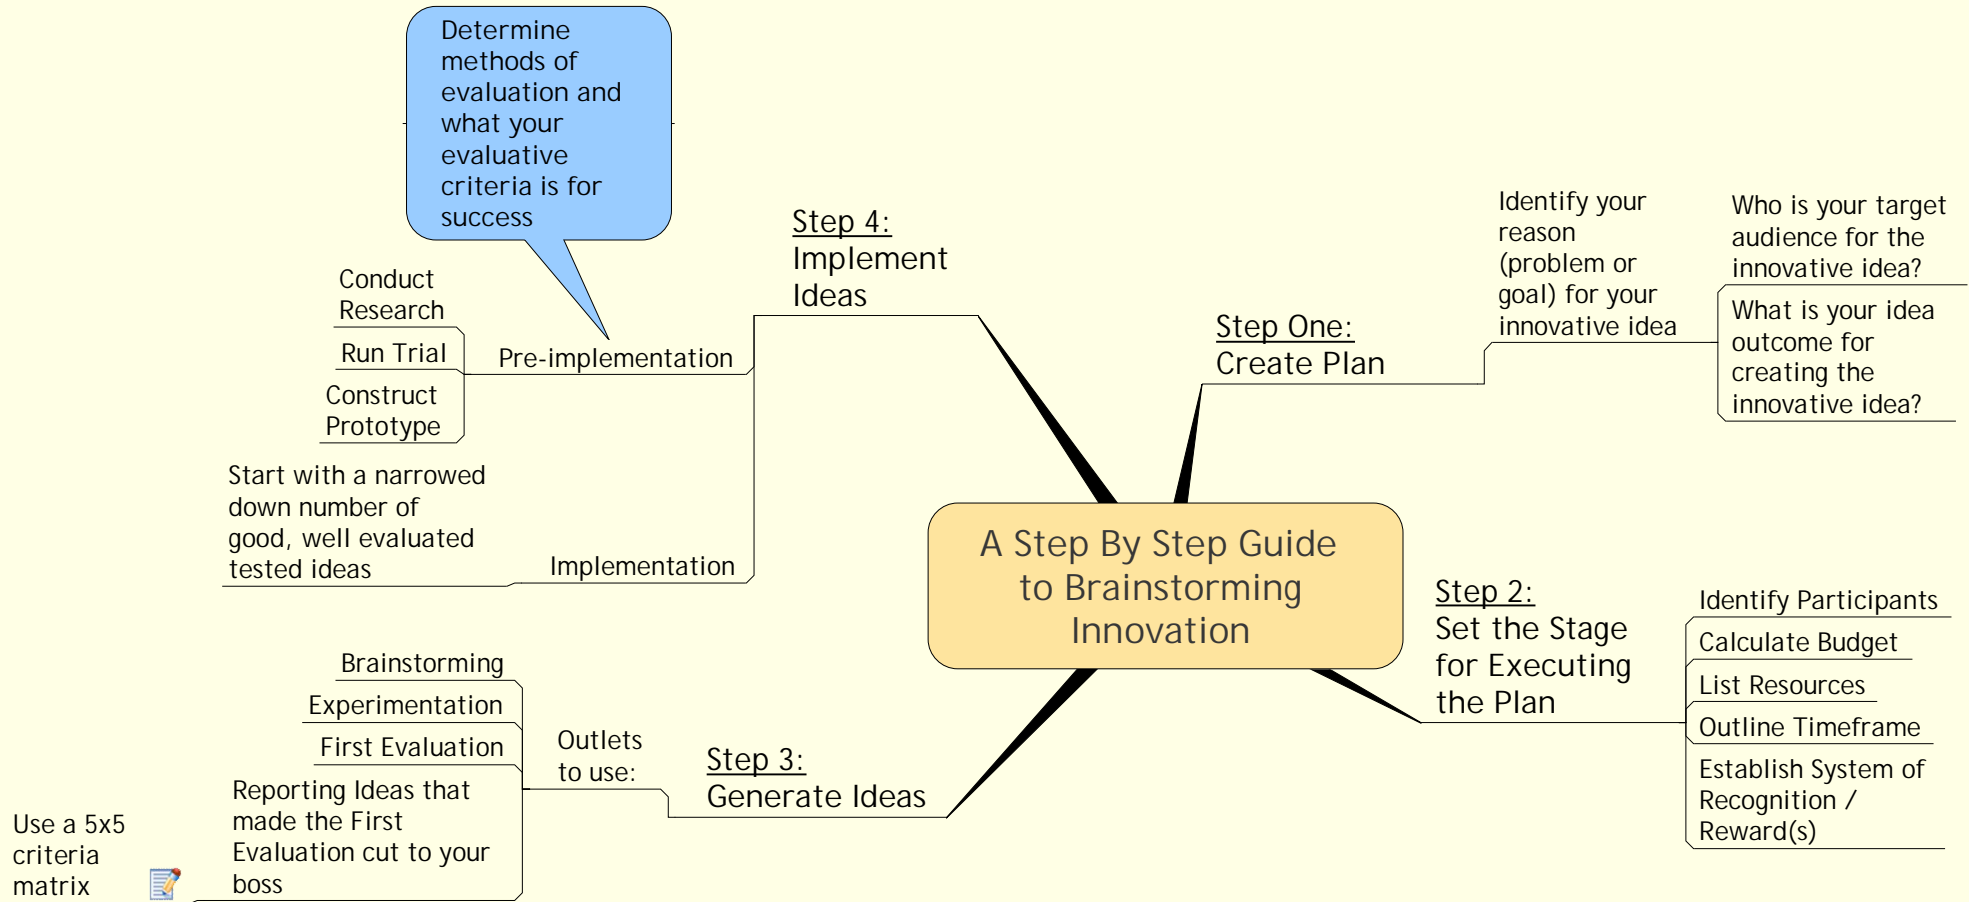 A Step By Step Guide
to Brainstorming
Innovation
Step One:
Create Plan
Identify your
reason
(problem or
goal) for your
innovative idea
Who is your target
audience for the
innovative idea?
What is your idea
outcome for
creating the
innovative idea?
Step 2:
Set the Stage
for Executing
the Plan
Identify Participants
Calculate Budget
List Resources
Outline Timeframe
Establish System of
Recognition /
Reward(s)
Step 3:
Generate Ideas
Outlets
to use:
Brainstorming
Experimentation
First Evaluation
Reporting Ideas that
made the First
Evaluation cut to your
boss
Use a 5x5
criteria
matrix
Step 4:
Implement
Ideas
Pre-implementation
Determine
methods of
evaluation and
what your
evaluative
criteria is for
success
Conduct
Research
Run Trial
Construct
Prototype
Implementation
Start with a narrowed
down number of
good, well evaluated
tested ideas